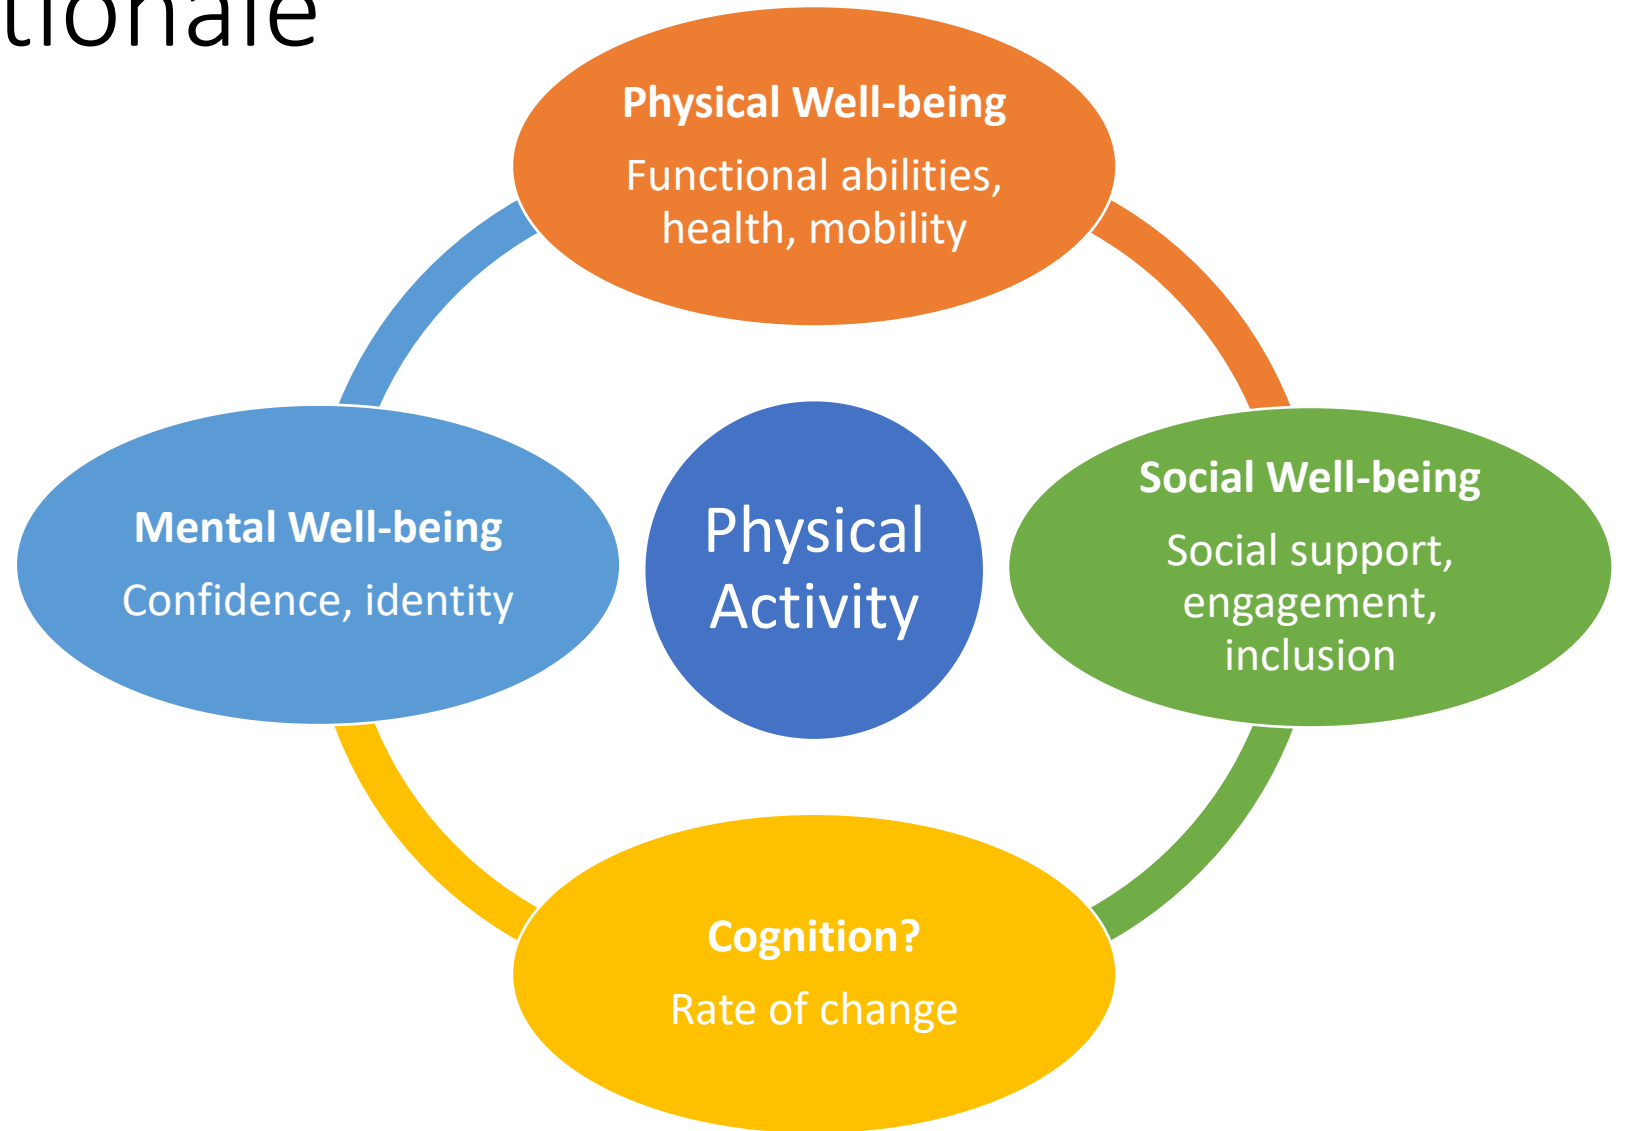 tionale
Physical Well-being
Functional abilities,
health, mobility
Mental Well-being
Confidence, identity
Physical
Activity
Social Well-being
Social support,
engagement,
inclusion
Cognition?
Rate of change